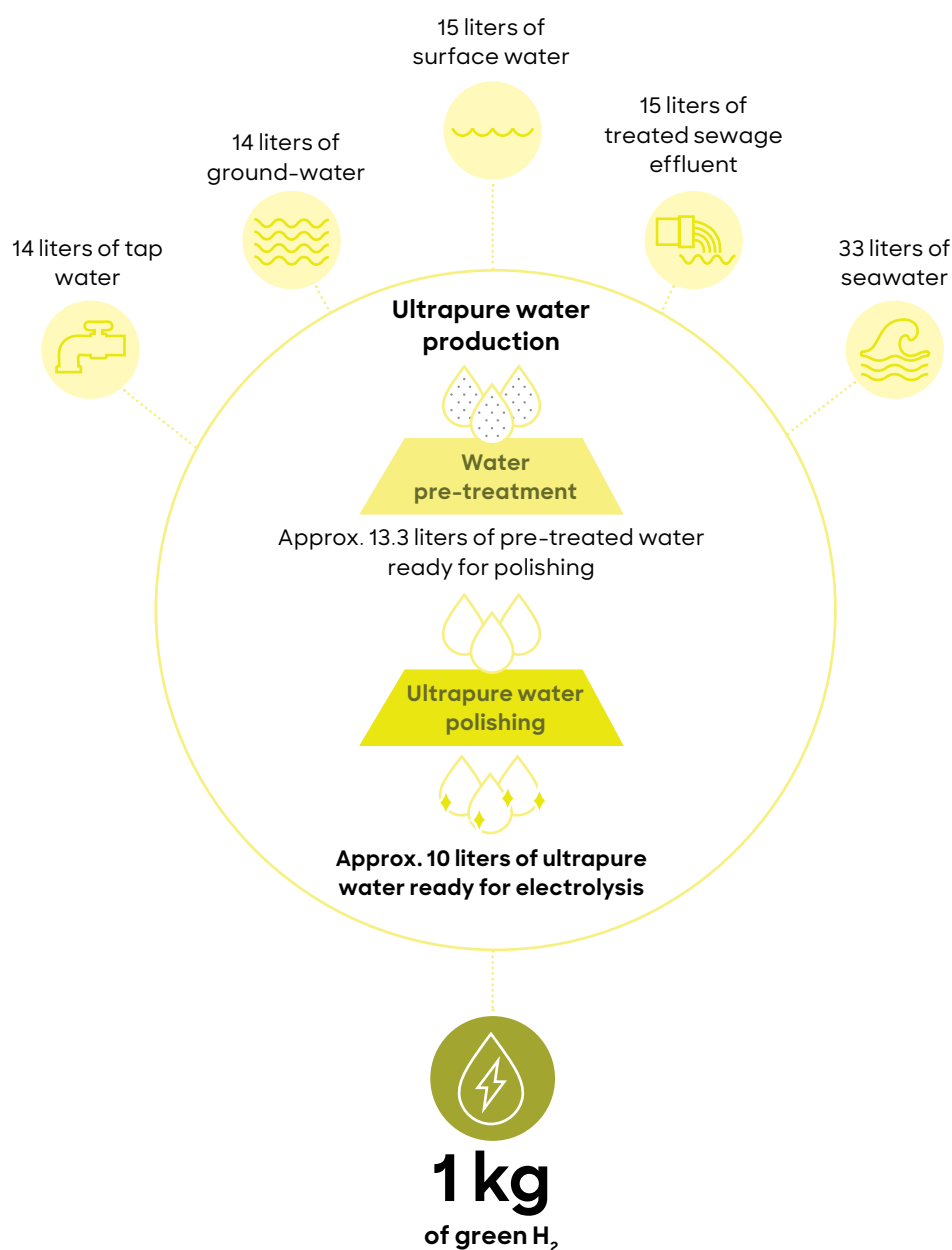 15 liters of
surface water
14 liters of
ground-water
15 liters of
treated sewage
effluent
14 liters of tap
water
33 liters of
seawater
Ultrapure water
production
Water
pre-treatment
Approx. 13.3 liters of pre-treated water
ready for polishing
Ultrapure water
polishing
Approx. 10 liters of ultrapure
water ready for electrolysis
1 kg
of green H₂